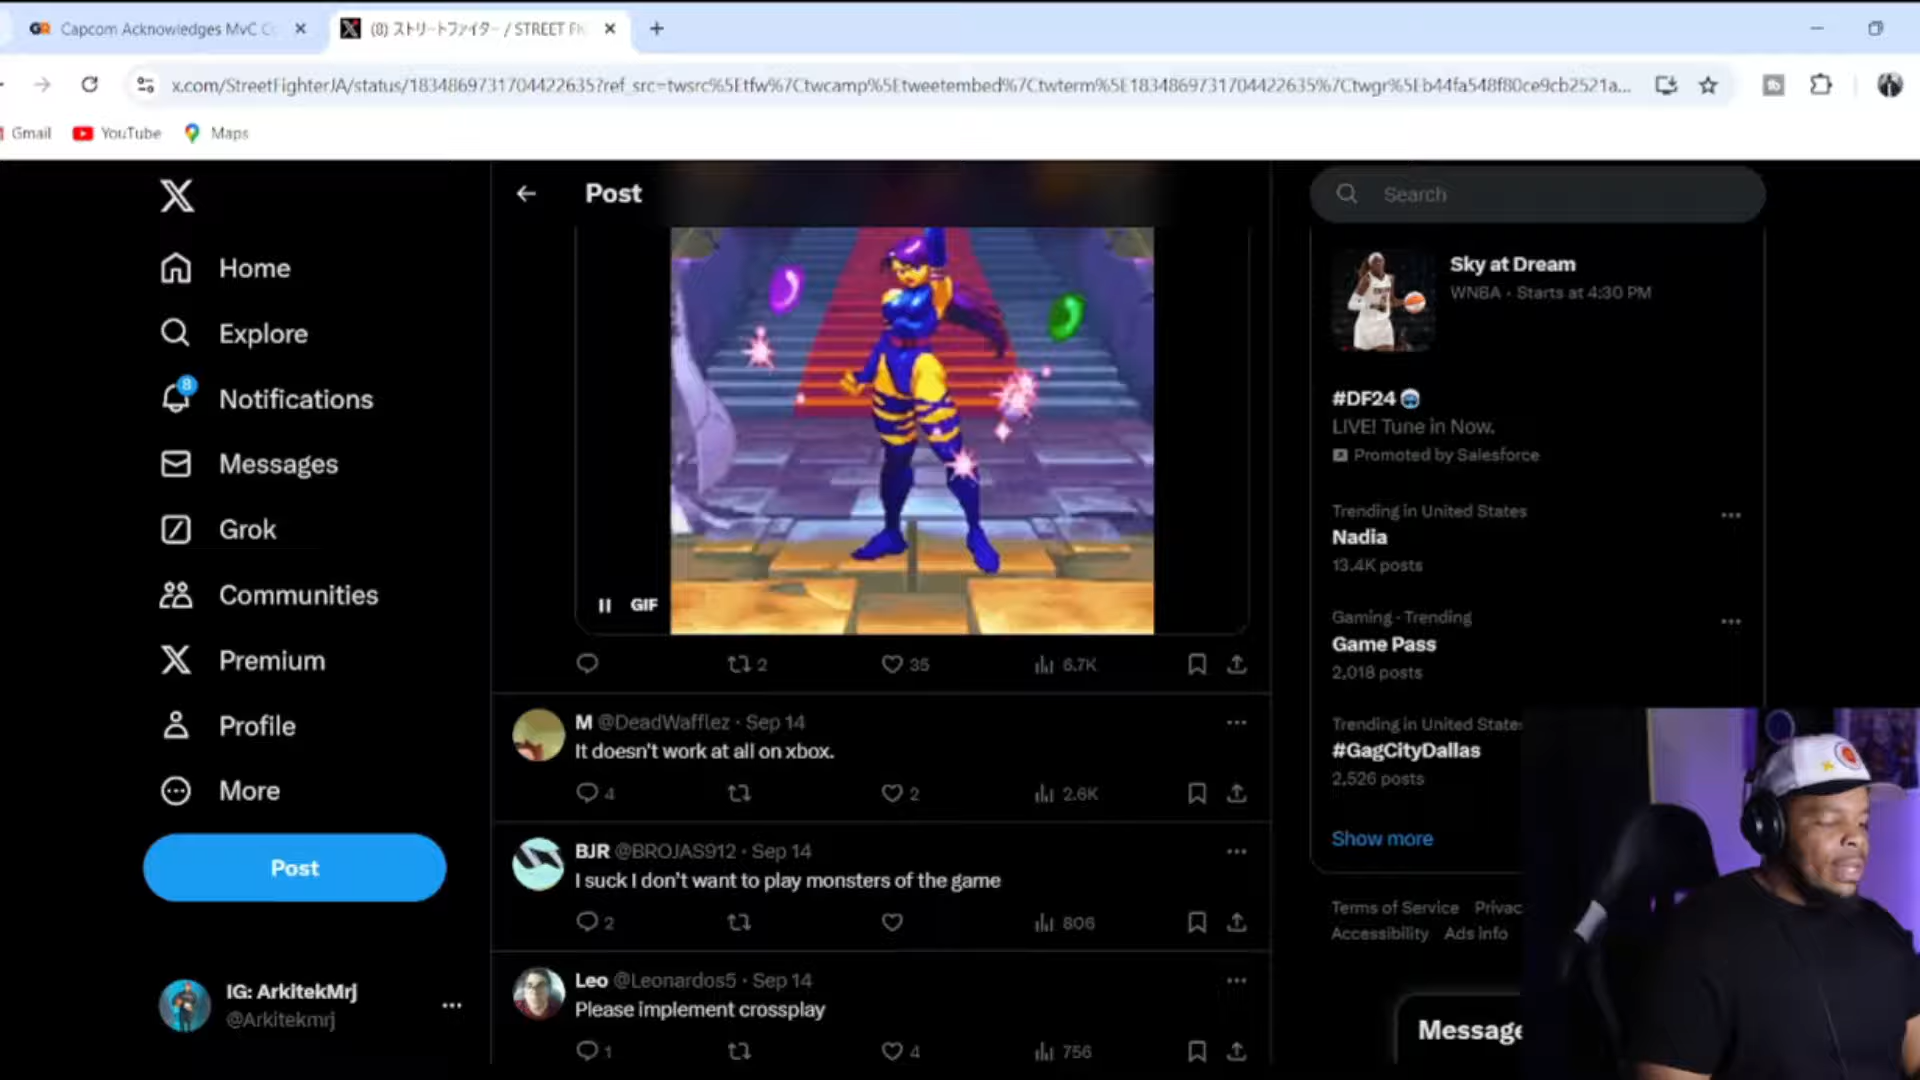 Capcom Acknowledges MvC Co
(8) ストリートファイター / STREET FI
x.com/StreetFighterJA/status/1834869731704422635?ref_src=twsrc%5Etfw%7Ctwcamp%5Etweetembed%7Ctwterm%5E1834869731704422635%7Ctwgr%5Eb44fa548f80ce9cb2521a...
Gmail
YouTube
Maps
Home
Explore
8
Notifications
Messages
Grok
Communities
Premium
Profile
More
Post
IG: ArkitekMrj
@Arkitekmrj
Post
GIF
2
35
6.7K
M @DeadWafflez · Sep 14
It doesn't work at all on xbox.
4
2
2.6K
BJR @BROJAS912 · Sep 14
I suck I don't want to play monsters of the game
2
806
Leo @Leonardos5 · Sep 14
Please implement crossplay
1
4
756
Search
Sky at Dream
WNBA · Starts at 4:30 PM
#DF24
LIVE! Tune in Now.
Promoted by Salesforce
Trending in United States
Nadia
13.4K posts
Gaming · Trending
Game Pass
2,018 posts
Trending in United States
#GagCityDallas
2,526 posts
Show more
Terms of Service Privac
Accessibility Ads info
Message